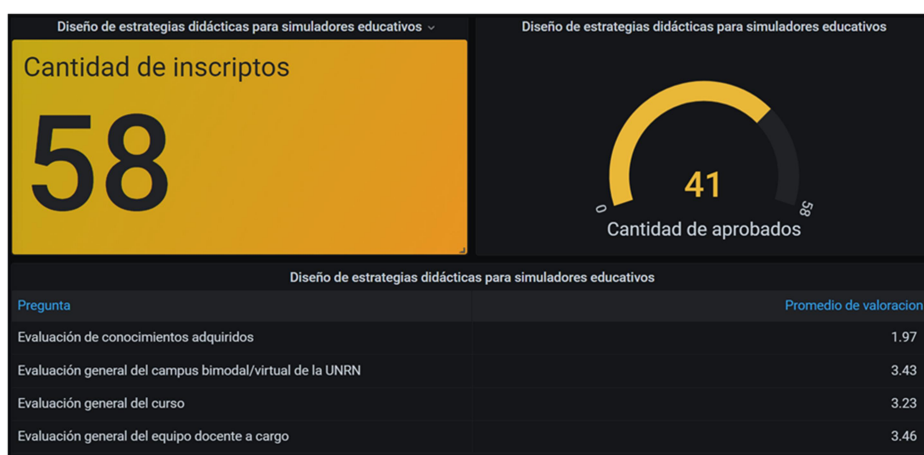 Diseño de estrategias didácticas para simuladores educativos
Cantidad de inscriptos
58
Diseño de estrategias didácticas para simuladores educativos
41
0
58
Cantidad de aprobados
Diseño de estrategias didácticas para simuladores educativos
Pregunta Promedio de valoracion
Evaluación de conocimientos adquiridos 1.97
Evaluación general del campus bimodal/virtual de la UNRN 3.43
Evaluación general del curso 3.23
Evaluación general del equipo docente a cargo 3.46